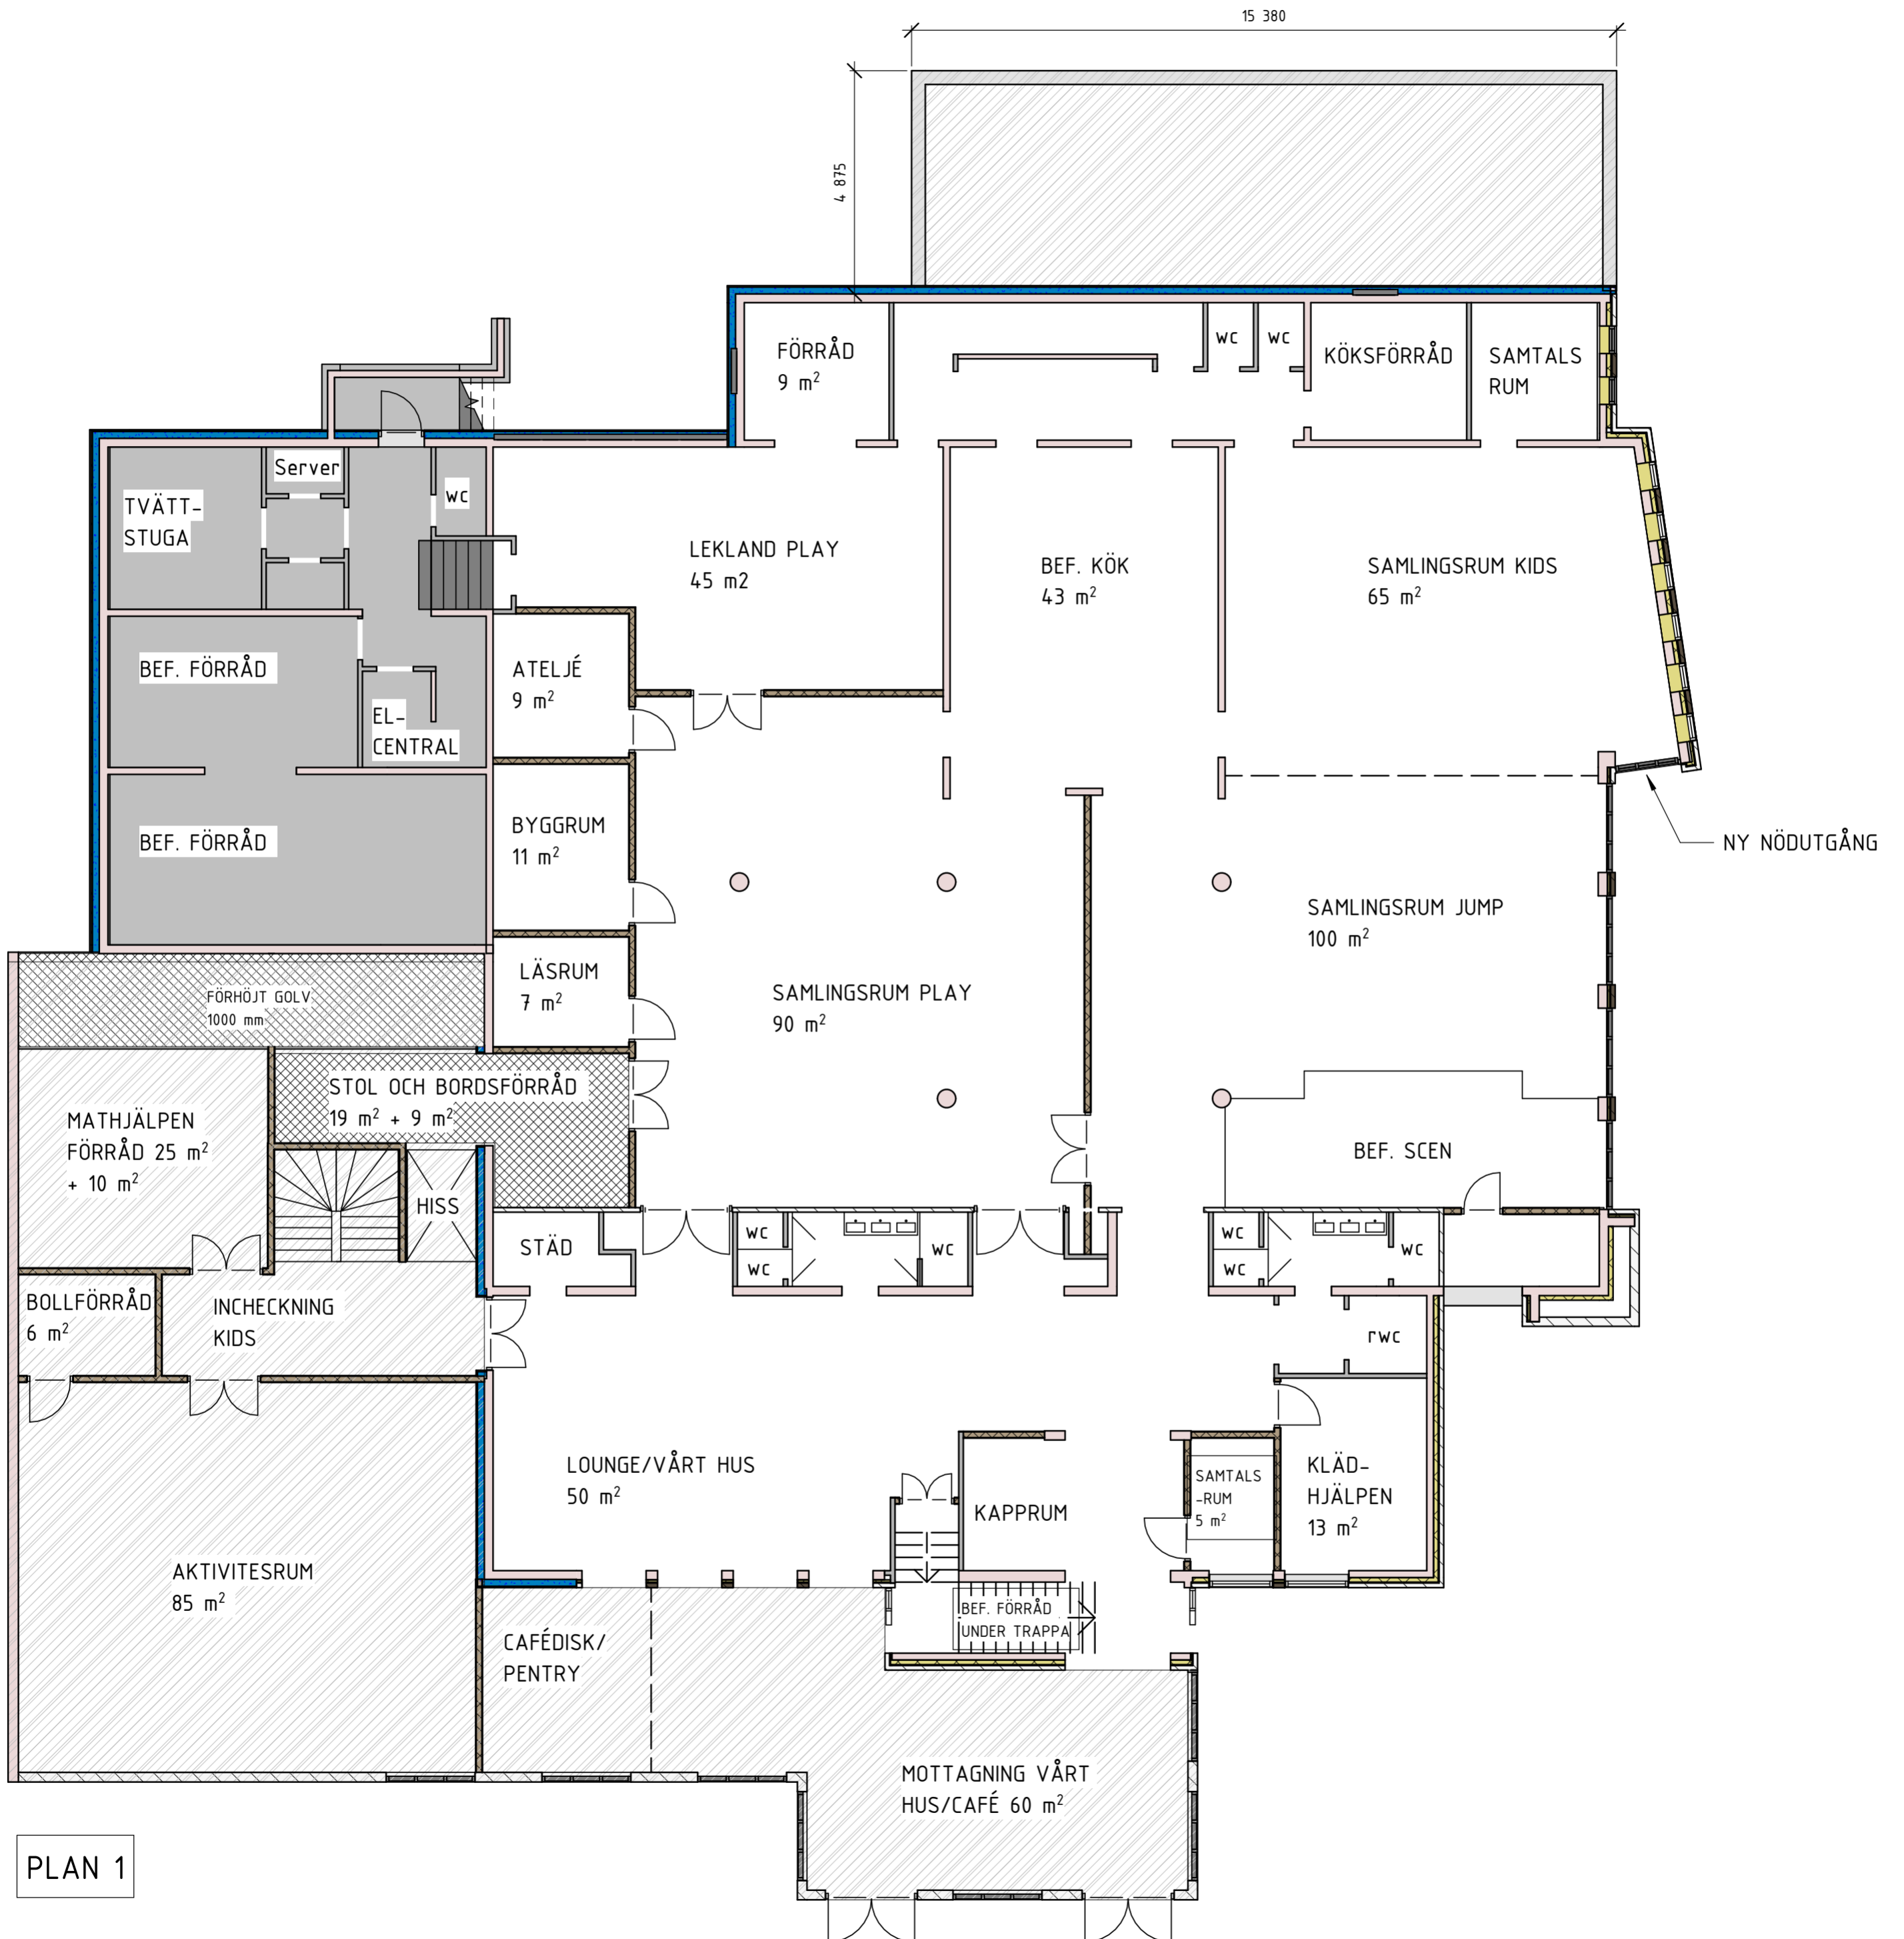 15 380
4 875
FÖRRÅD
9 m²
WC
WC
KÖKSFÖRRÅD
SAMTALS
RUM
Server
TVÄTT-
STUGA
WC
LEKLAND PLAY
45 m2
BEF. KÖK
43 m²
SAMLINGSRUM KIDS
65 m²
BEF. FÖRRÅD
ATELJÉ
9 m²
EL-
CENTRAL
BEF. FÖRRÅD
BYGGRUM
11 m²
NY NÖDUTGÅNG
SAMLINGSRUM JUMP
100 m²
LÄSRUM
7 m²
SAMLINGSRUM PLAY
90 m²
FÖRHÖJT GOLV
1000 mm
STOL OCH BORDSFÖRRÅD
19 m² + 9 m²
MATHJÄLPEN
FÖRRÅD 25 m²
+ 10 m²
BEF. SCEN
HISS
STÄD
WC
WC
WC
WC
WC
WC
BOLLFÖRRÅD
6 m²
INCHECKNING
KIDS
rwc
LOUNGE/VÅRT HUS
50 m²
KAPPRUM
SAMTALS
-RUM
5 m²
KLÄD-
HJÄLPEN
13 m²
AKTIVITESRUM
85 m²
BEF. FÖRRÅD
UNDER TRAPPA
CAFÉDISK/
PENTRY
MOTTAGNING VÅRT
HUS/CAFÉ 60 m²
PLAN 1